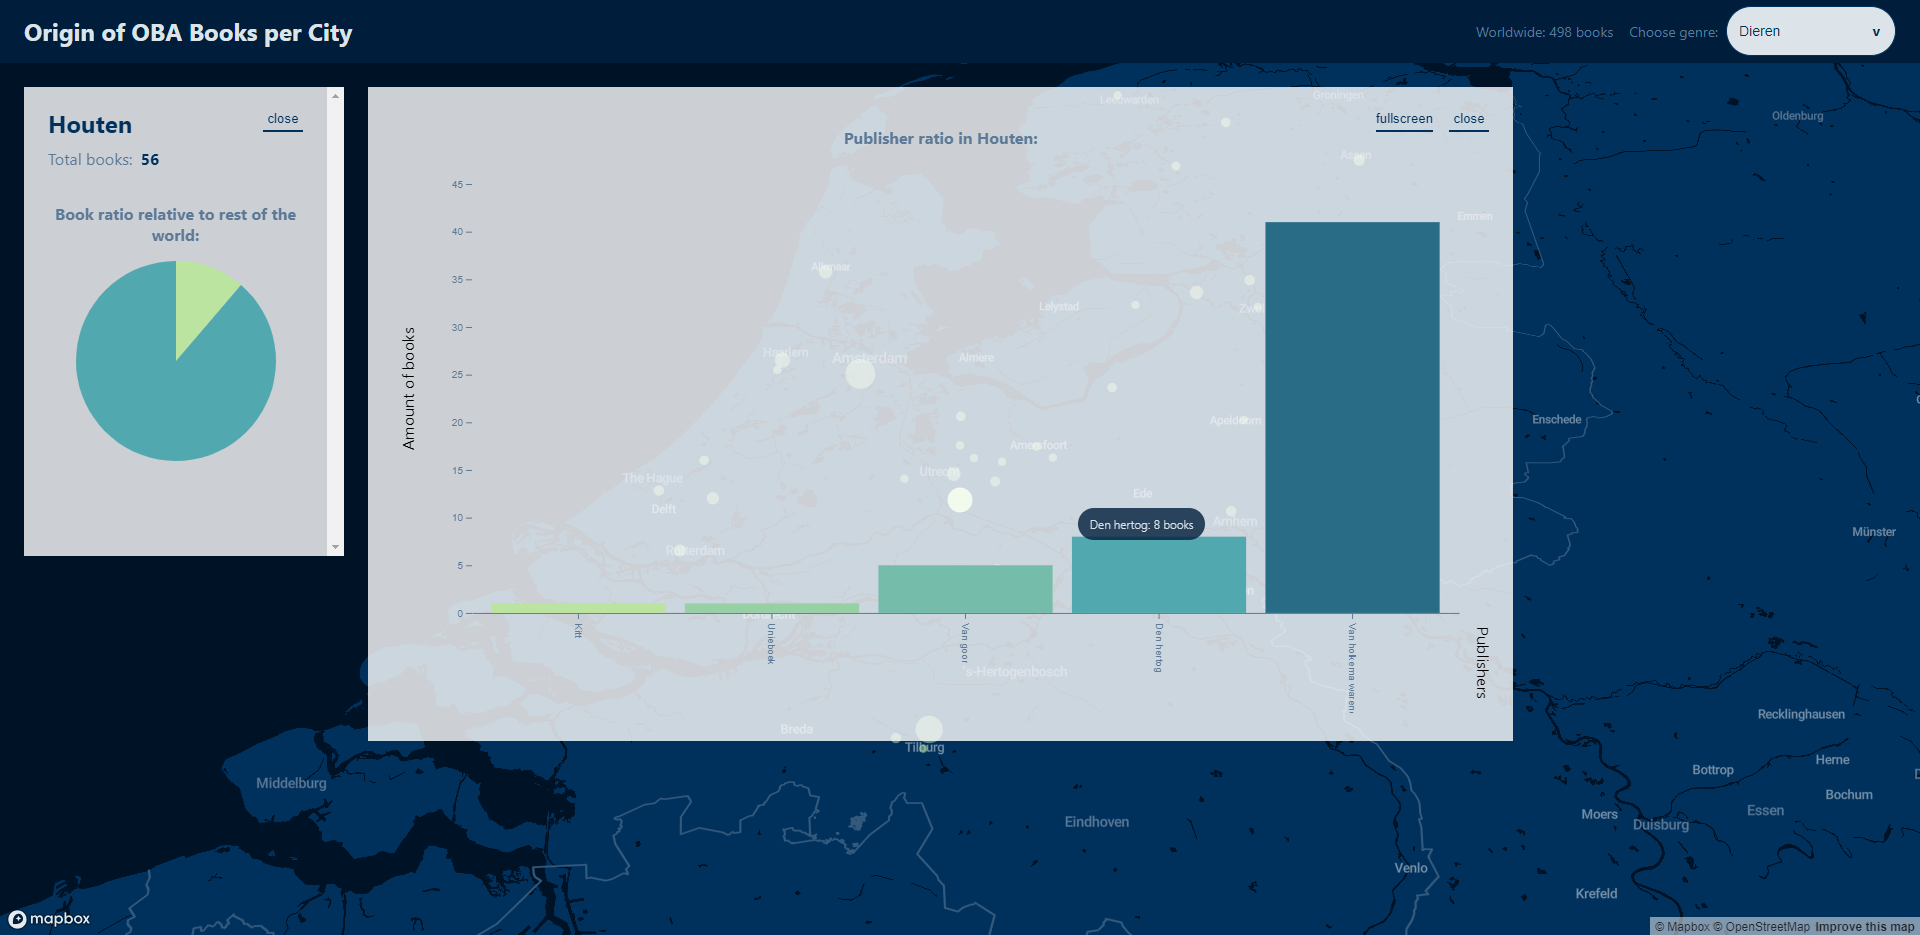 Origin of OBA Books per City
Worldwide: 498 books
Choose genre:
Dieren
v
Houten
close
Total books: 56
Book ratio relative to rest of the
world:
Publisher ratio in Houten:
fullscreen
close
Amount of books
45
40
35
30
25
20
15
10
5
0
Den hertog: 8 books
Kitt
Unieboek
Van goor
Den hertog
Van holkema waren
Publishers
Leeuwarden
Groningen
Oldenburg
Assen
Emmen
Alkmaar
Lelystad
Haarlem
Amsterdam
Almere
Enschede
Apeldoorn
Amersfoort
Utrecht
The Hague
Delft
Ede
Arnhem
Rotterdam
Münster
Dordrecht
's-Hertogenbosch
Breda
Tilburg
Recklinghausen
Middelburg
Bottrop
Herne
Bochum
Essen
Moers
Duisburg
Eindhoven
Venlo
Krefeld
mapbox
© Mapbox © OpenStreetMap Improve this map